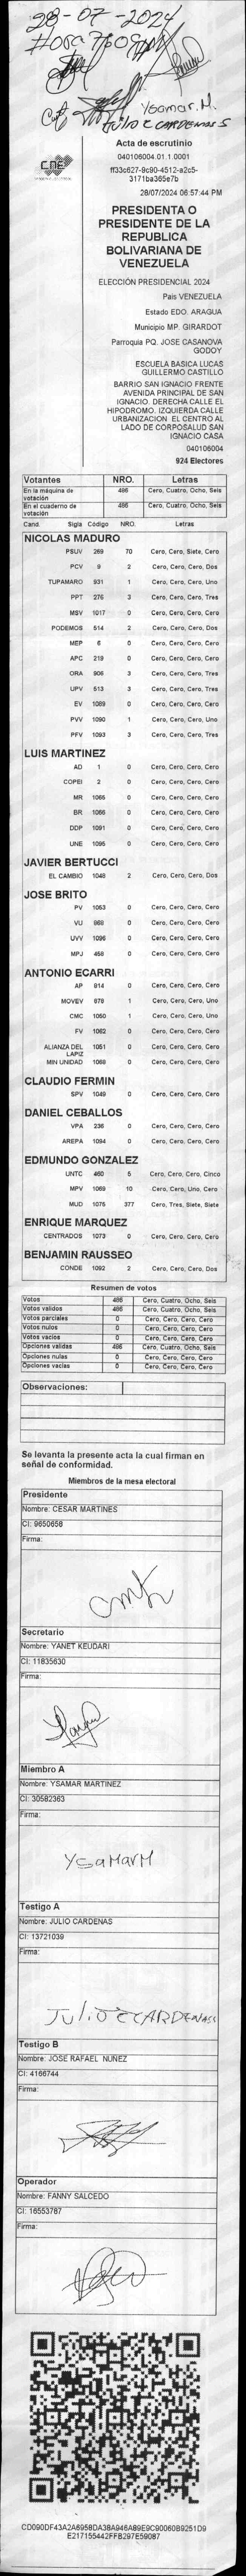 28-07-2024
Hora 7:00 PM
Ysamar.M.
Julio E CARDENAS S
CNE
Acta de escrutinio
040106004.01.1.0001
ff33c627-9c90-4512-a2c5-
3171ba365e7b
28/07/2024 06:57:44 PM
PRESIDENTA O
PRESIDENTE DE LA
REPUBLICA
BOLIVARIANA DE
VENEZUELA
ELECCIÓN PRESIDENCIAL 2024
Pais VENEZUELA
Estado EDO. ARAGUA
Municipio MP. GIRARDOT
Parroquia PQ. JOSE CASANOVA
GODOY
ESCUELA BASICA LUCAS
GUILLERMO CASTILLO
BARRIO SAN IGNACIO FRENTE
AVENIDA PRINCIPAL DE SAN
IGNACIO. DERECHA CALLE EL
HIPODROMO. IZQUIERDA CALLE
URBANIZACION EL CENTRO AL
LADO DE CORPOSALUD SAN
IGNACIO CASA
040106004
924 Electores
Votantes NRO. Letras
En la máquina de votación 486 Cero, Cuatro, Ocho, Seis
En el cuaderno de votación 486 Cero, Cuatro, Ocho, Seis
Cand. Sigla Código NRO. Letras
NICOLAS MADURO
PSUV 269 70 Cero, Cero, Siete, Cero
PCV 9 2 Cero, Cero, Cero, Dos
TUPAMARO 931 1 Cero, Cero, Cero, Uno
PPT 276 3 Cero, Cero, Cero, Tres
MSV 1017 0 Cero, Cero, Cero, Cero
PODEMOS 514 2 Cero, Cero, Cero, Dos
MEP 6 0 Cero, Cero, Cero, Cero
APC 219 0 Cero, Cero, Cero, Cero
ORA 906 3 Cero, Cero, Cero, Tres
UPV 513 3 Cero, Cero, Cero, Tres
EV 1089 0 Cero, Cero, Cero, Cero
PVV 1090 1 Cero, Cero, Cero, Uno
PFV 1093 3 Cero, Cero, Cero, Tres
LUIS MARTINEZ
AD 1 0 Cero, Cero, Cero, Cero
COPEI 2 0 Cero, Cero, Cero, Cero
MR 1065 0 Cero, Cero, Cero, Cero
BR 1066 0 Cero, Cero, Cero, Cero
DDP 1091 0 Cero, Cero, Cero, Cero
UNE 1095 0 Cero, Cero, Cero, Cero
JAVIER BERTUCCI
EL CAMBIO 1048 2 Cero, Cero, Cero, Dos
JOSE BRITO
PV 1053 0 Cero, Cero, Cero, Cero
VU 968 0 Cero, Cero, Cero, Cero
UVV 1096 0 Cero, Cero, Cero, Cero
MPJ 458 0 Cero, Cero, Cero, Cero
ANTONIO ECARRI
AP 914 0 Cero, Cero, Cero, Cero
MOVEV 678 1 Cero, Cero, Cero, Uno
CMC 1050 1 Cero, Cero, Cero, Uno
FV 1062 0 Cero, Cero, Cero, Cero
ALIANZA DEL LAPIZ 1051 0 Cero, Cero, Cero, Cero
MIN UNIDAD 1068 0 Cero, Cero, Cero, Cero
CLAUDIO FERMIN
SPV 1049 0 Cero, Cero, Cero, Cero
DANIEL CEBALLOS
VPA 236 0 Cero, Cero, Cero, Cero
AREPA 1094 0 Cero, Cero, Cero, Cero
EDMUNDO GONZALEZ
UNTC 460 5 Cero, Cero, Cero, Cinco
MPV 1069 10 Cero, Cero, Uno, Cero
MUD 1075 377 Cero, Tres, Siete, Siete
ENRIQUE MARQUEZ
CENTRADOS 1073 0 Cero, Cero, Cero, Cero
BENJAMIN RAUSSEO
CONDE 1092 2 Cero, Cero, Cero, Dos
Resumen de votos
Votos 486 Cero, Cuatro, Ocho, Seis
Votos validos 486 Cero, Cuatro, Ocho, Seis
Votos parciales 0 Cero, Cero, Cero, Cero
Votos nulos 0 Cero, Cero, Cero, Cero
Votos vacios 0 Cero, Cero, Cero, Cero
Opciones validas 486 Cero, Cuatro, Ocho, Seis
Opciones nulas 0 Cero, Cero, Cero, Cero
Opciones vacias 0 Cero, Cero, Cero, Cero
Observaciones:
Se levanta la presente acta la cual firman en
señal de conformidad.
Miembros de la mesa electoral
Presidente
Nombre: CESAR MARTINES
CI: 9650658
Firma:
Secretario
Nombre: YANET KEUDARI
CI: 11835630
Firma:
Miembro A
Nombre: YSAMAR MARTINEZ
CI: 30582363
Firma:
YSaMarM
Testigo A
Nombre: JULIO CARDENAS
CI: 13721039
Firma:
Julio E CARDENAS S
Testigo B
Nombre: JOSE RAFAEL NUÑEZ
CI: 4166744
Firma:
Operador
Nombre: FANNY SALCEDO
CI: 16553787
Firma:
CD090DF43A2A6958DA38A946A89E9C90060B9251D9
E217155442FFB297E59087